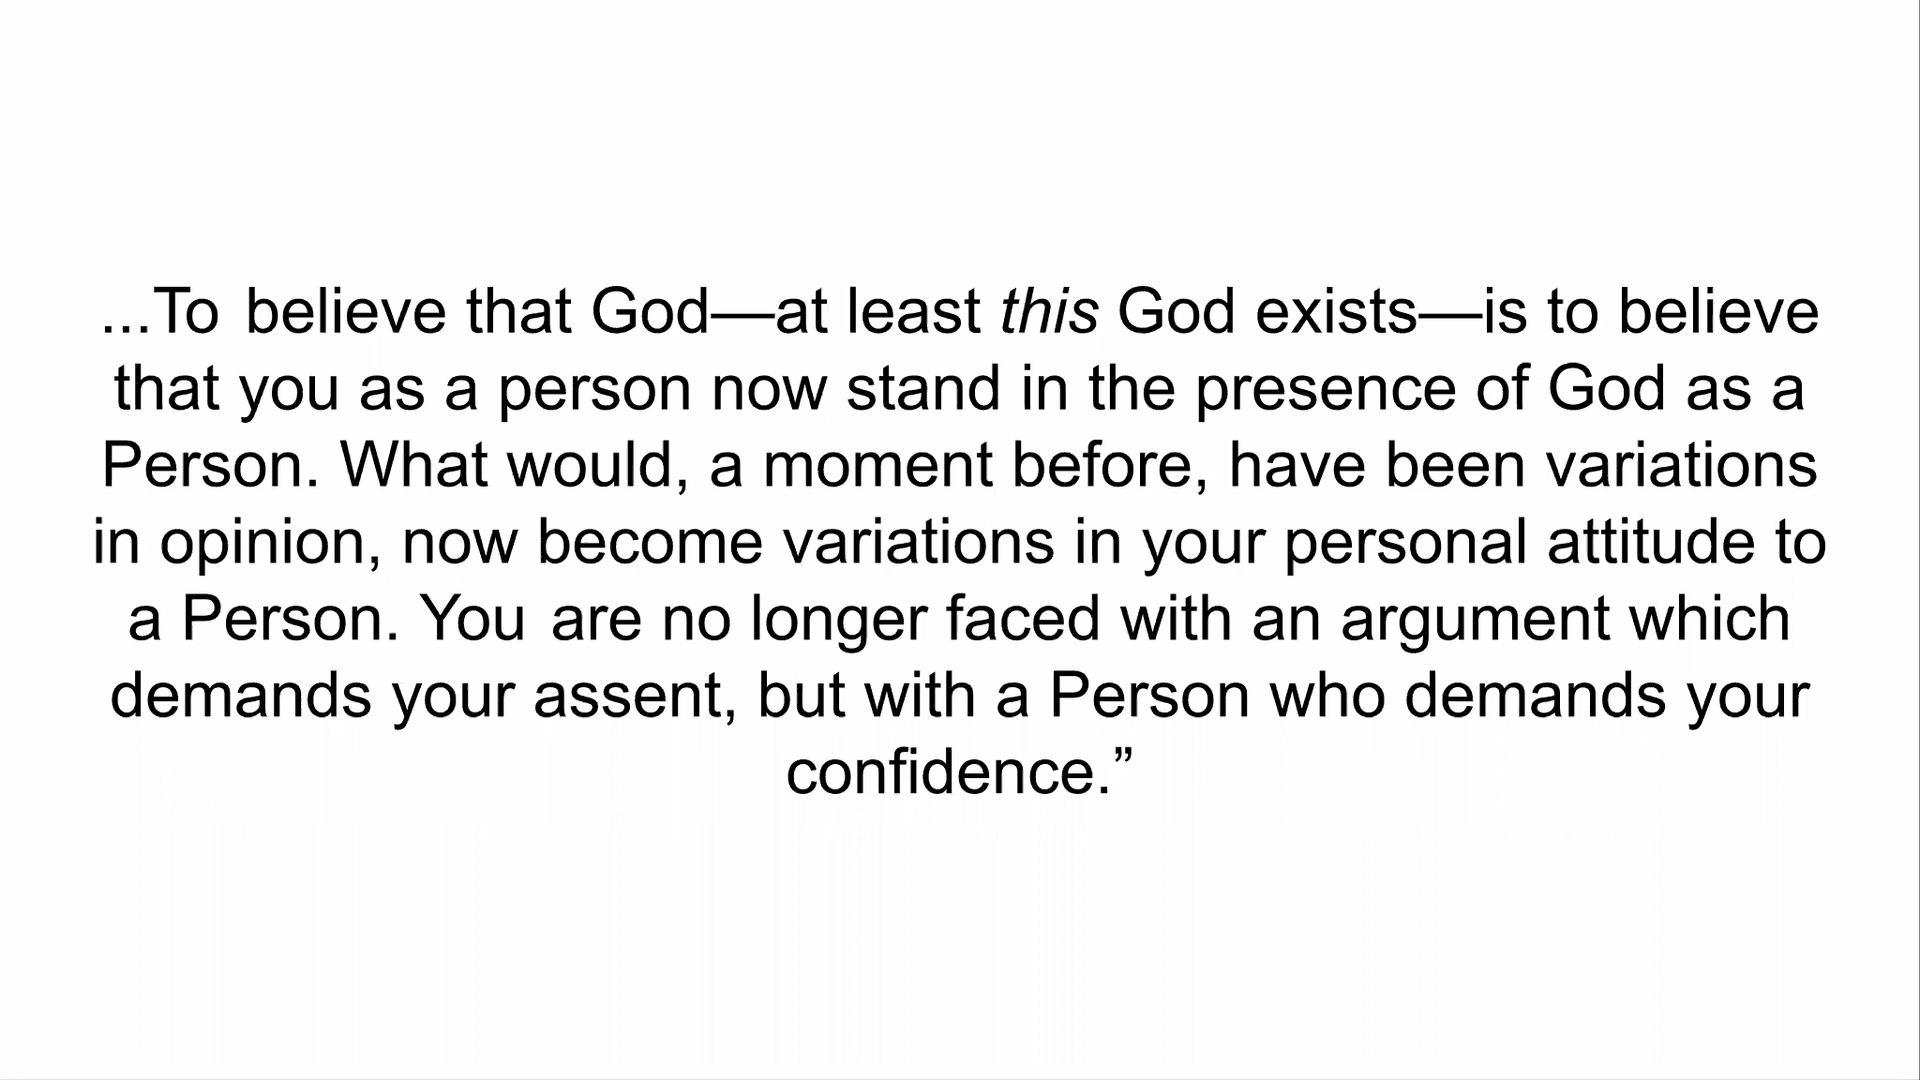 ...To believe that God—at least this God exists—is to believe
that you as a person now stand in the presence of God as a
Person. What would, a moment before, have been variations
in opinion, now become variations in your personal attitude to
a Person. You are no longer faced with an argument which
demands your assent, but with a Person who demands your
confidence.”